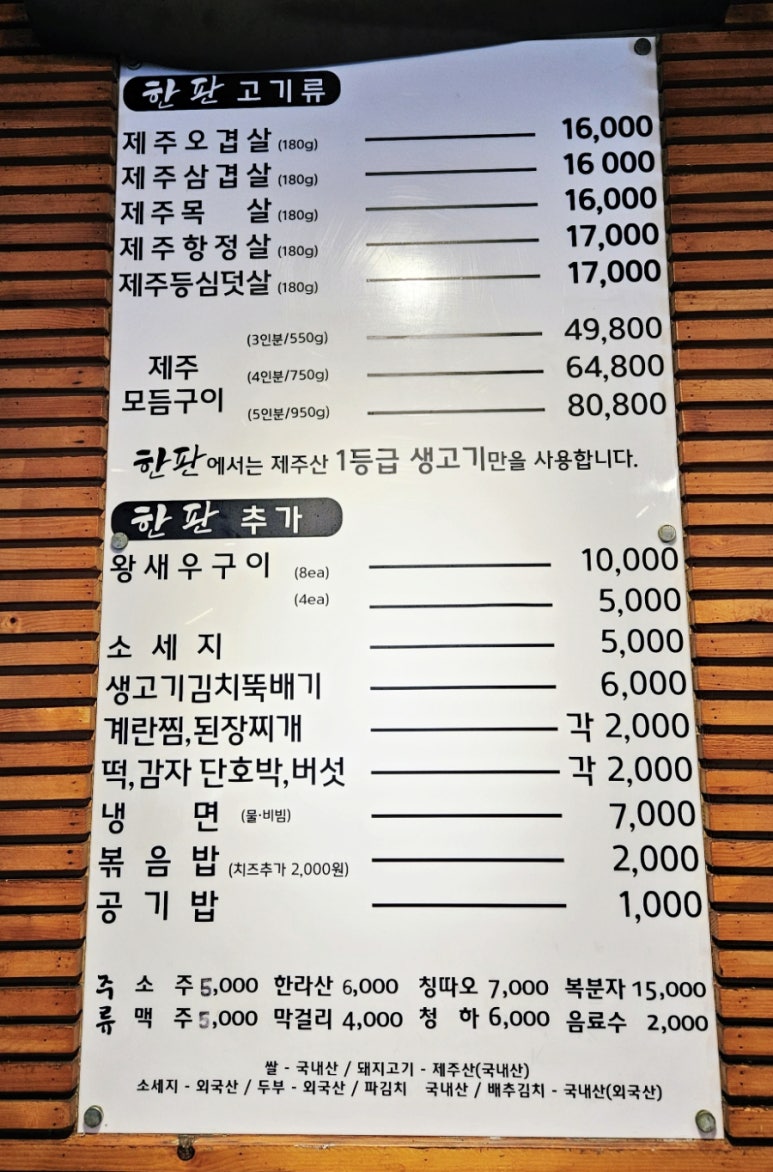 한판 고기류
제주오겹살 (180g) 16,000
제주삼겹살 (180g) 16 000
제주목 살 (180g) 16,000
제주항정살 (180g) 17,000
제주등심덧살 (180g) 17,000
(3인분/550g) 49,800
제주
(4인분/750g) 64,800
모듬구이
(5인분/950g) 80,800
한판에서는 제주산 1등급 생고기만을 사용합니다.
한판 추가
왕새우구이 (8ea) 10,000
(4ea) 5,000
소 세 지 5,000
생고기김치뚝배기 6,000
계란찜,된장찌개 각 2,000
떡,감자 단호박,버섯 각 2,000
냉 면 (물·비빔) 7,000
볶 음 밥 (치즈추가 2,000원) 2,000
공 기 밥 1,000
주 소 주 5,000 한라산 6,000 칭따오 7,000 복분자 15,000
류 맥 주 5,000 막걸리 4,000 청 하 6,000 음료수 2,000
쌀 - 국내산 / 돼지고기 - 제주산(국내산)
소세지 - 외국산 / 두부 - 외국산 / 파김치 국내산 / 배추김치 - 국내산(외국산)